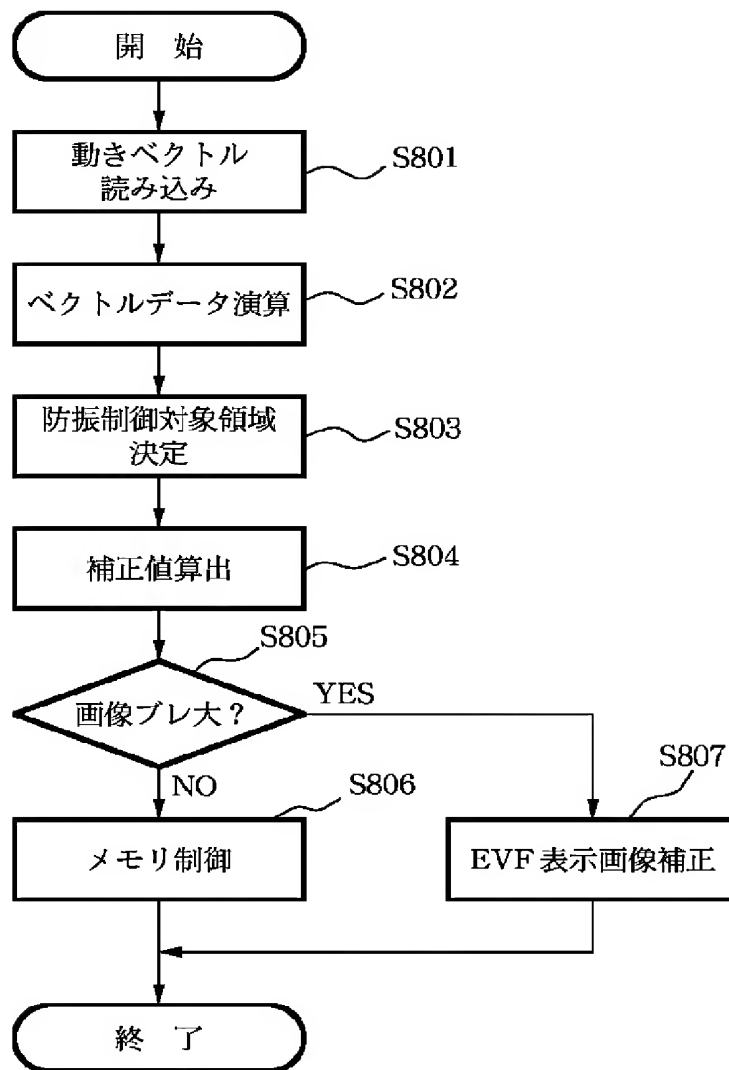 開 始
動きベクトル
読み込み
S801
ベクトルデータ演算
S802
防振制御対象領域
決定
S803
補正値算出
S804
S805
画像ブレ大？
YES
NO
S806
メモリ制御
S807
EVF 表示画像補正
終 了